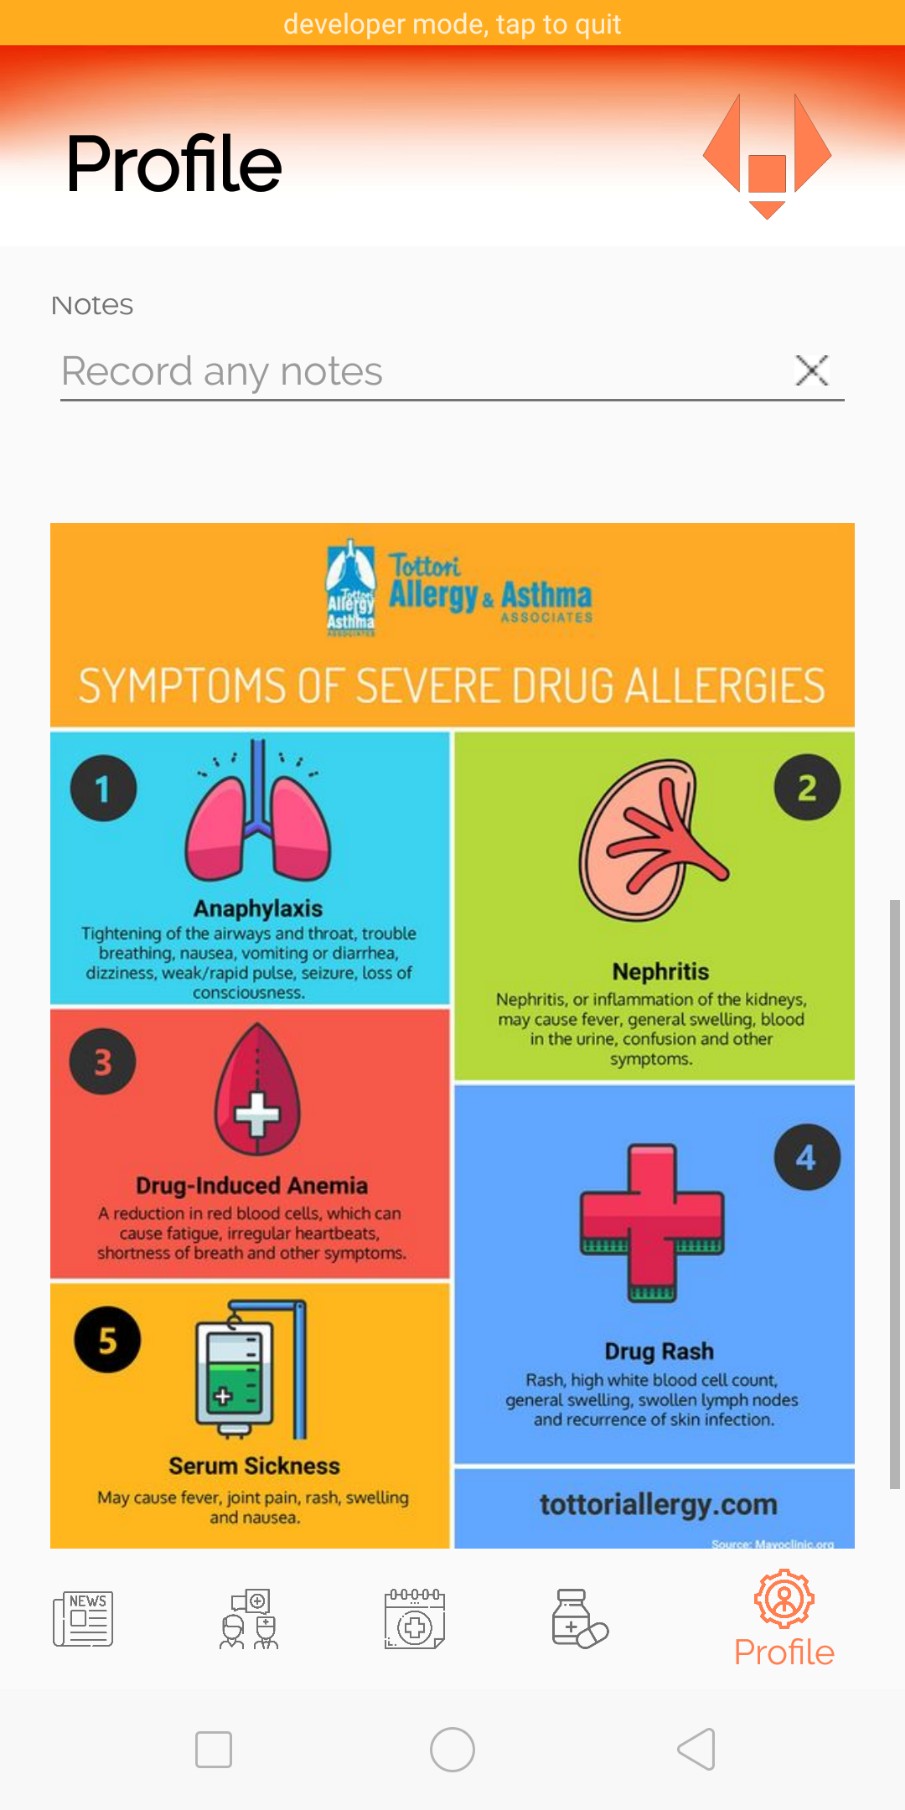 developer mode, tap to quit
Profile
Notes
Record any notes
Tottori
Allergy
Asthma
ASSOCIATES
Tottori
Allergy & Asthma
ASSOCIATES
SYMPTOMS OF SEVERE DRUG ALLERGIES
1
Anaphylaxis
Tightening of the airways and throat, trouble
breathing, nausea, vomiting or diarrhea,
dizziness, weak/rapid pulse, seizure, loss of
consciousness.
2
Nephritis
Nephritis, or inflammation of the kidneys,
may cause fever, general swelling, blood
in the urine, confusion and other
symptoms.
3
Drug-Induced Anemia
A reduction in red blood cells, which can
cause fatigue, irregular heartbeats,
shortness of breath and other symptoms.
4
Drug Rash
Rash, high white blood cell count,
general swelling, swollen lymph nodes
and recurrence of skin infection.
5
Serum Sickness
May cause fever, joint pain, rash, swelling
and nausea.
tottoriallergy.com
Source: Mayoclinic.org
NEWS
Profile